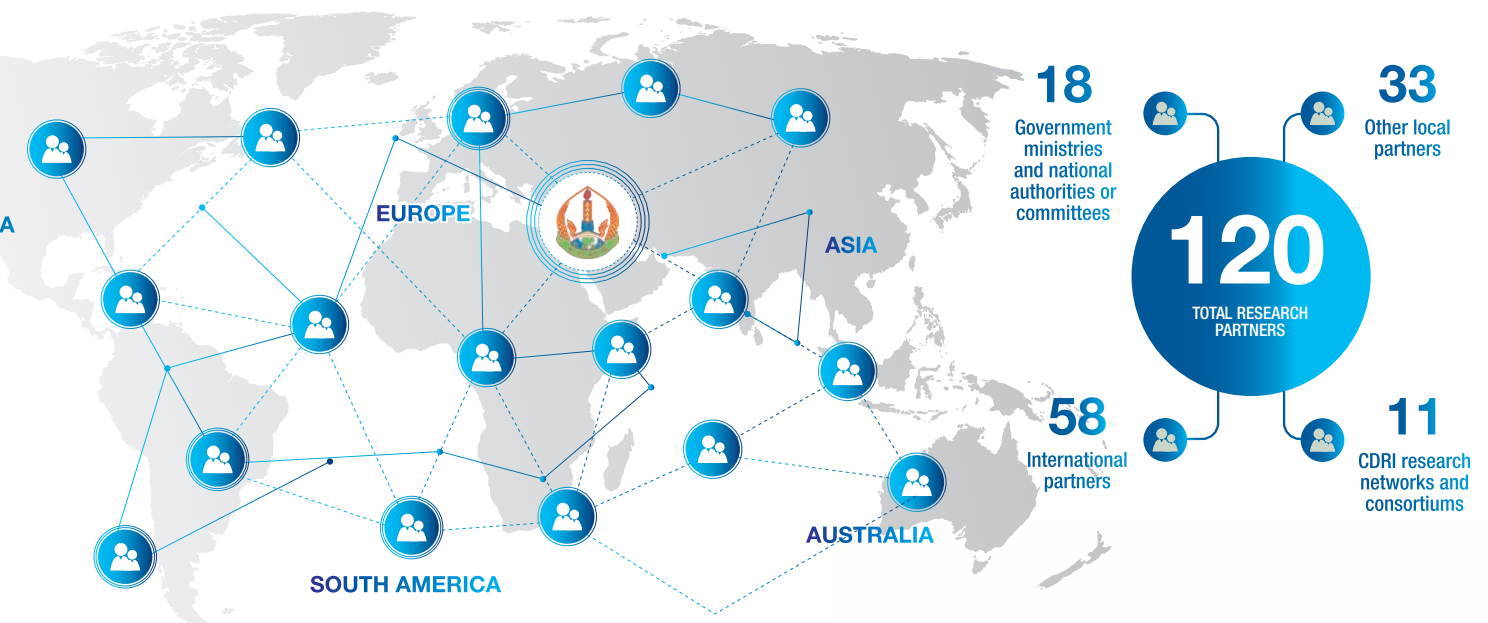 A
EUROPE
ASIA
AUSTRALIA
SOUTH AMERICA
18
Government
ministries
and national
authorities or
committees
33
Other local
partners
120
TOTAL RESEARCH
PARTNERS
58
International
partners
11
CDRI research
networks and
consortiums